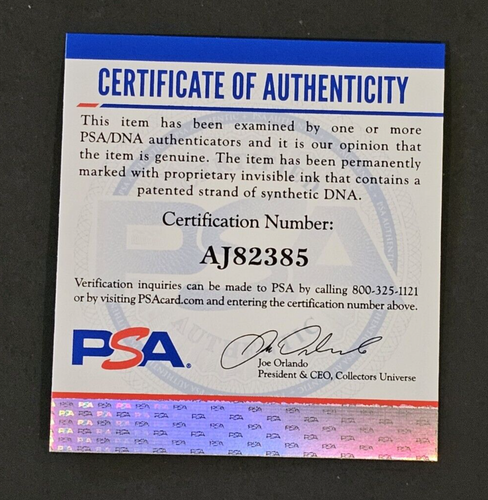 CERTIFICATE OF AUTHENTICITY
This item has been examined by one or more
PSA/DNA authenticators and it is our opinion that
the item is genuine. The item has been permanently
marked with proprietary invisible ink that contains a
patented strand of synthetic DNA.
Certification Number:
AJ82385
Verification inquiries can be made to PSA by calling 800-325-1121
or by visiting PSAcard.com and entering the certification number above.
PSA®
Joe Orlando
President & CEO, Collectors Universe